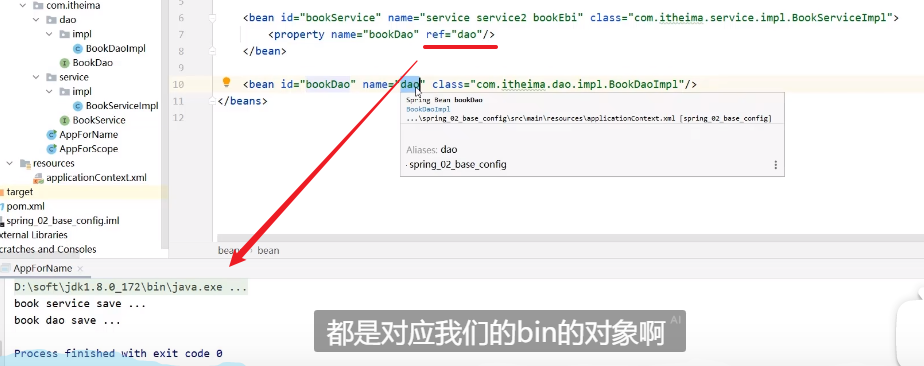 com.itheima
dao
impl
BookDaoImpl
BookDao
service
impl
BookServiceImpl
BookService
AppForName
AppForScope
resources
applicationContext.xml
target
pom.xml
spring_02_base_config.iml
xternal Libraries
cratches and Consoles
5
6 <bean id="bookService" name="service service2 bookEbi" class="com.itheima.service.impl.BookServiceImpl">
7 <property name="bookDao" ref="dao"/>
8 </bean>
9
10 <bean id="bookDao" name="dao" class="com.itheima.dao.impl.BookDaoImpl"/>
11 </beans>
12
Spring Bean bookDao
BookDaoImpl
...\spring_02_base_config\src\main\resources\applicationContext.xml [spring_02_base_config]
Aliases: dao
spring_02_base_config
beans bean
AppForName
D:\soft\jdk1.8.0_172\bin\java.exe ...
book service save ...
book dao save ...
Process finished with exit code 0
都是对应我们的bin的对象啊
AI